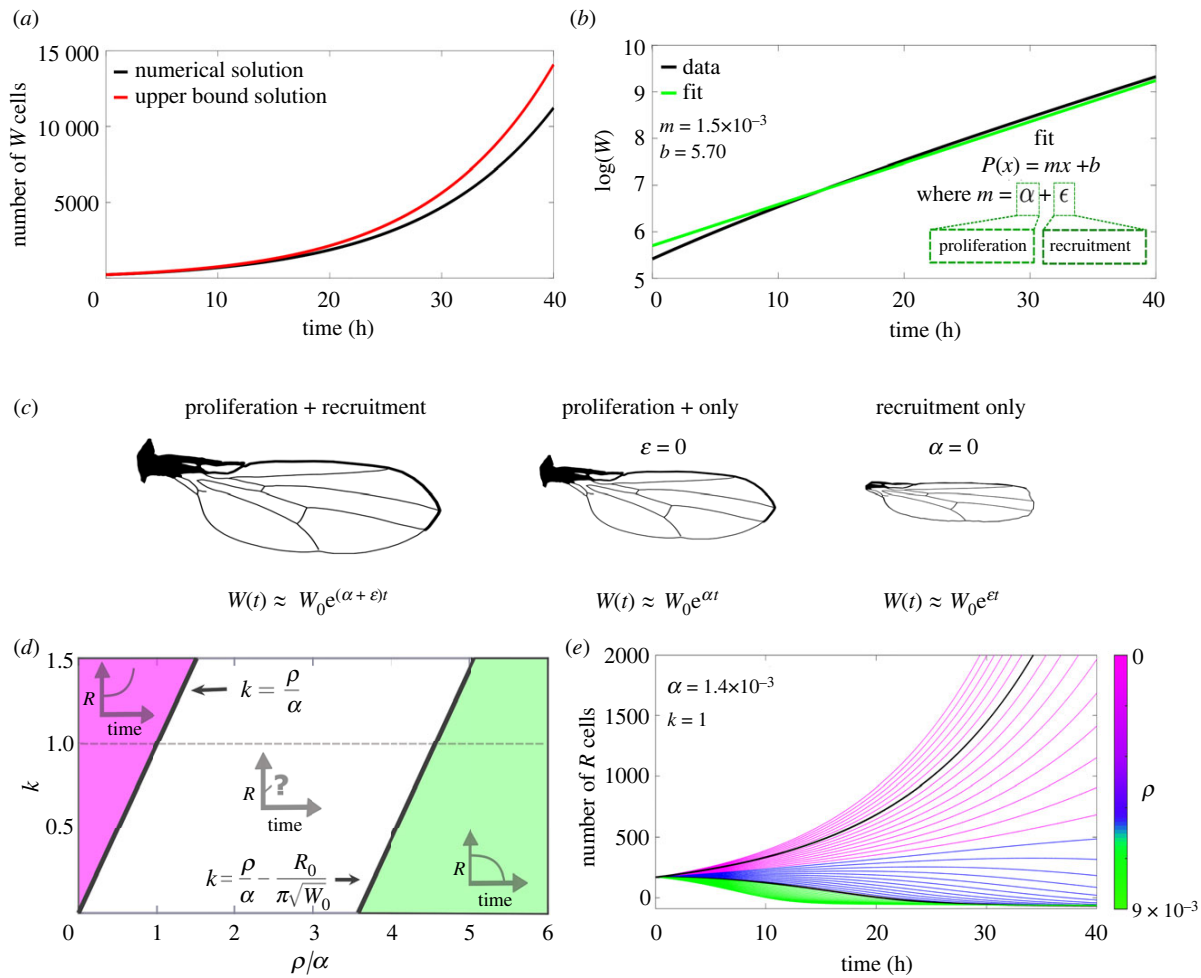 (a)
15 000
10 000
5000
number of W cells
numerical solution
upper bound solution
0
10
20
30
40
time (h)
(b)
10
9
8
7
6
5
log(W)
data
fit
m = 1.5×10⁻³
b = 5.70
fit
P(x) = mx +b
where m = α + ϵ
proliferation
recruitment
0
10
20
30
40
time (h)
(c)
proliferation + recruitment
proliferation + only
recruitment only
ε = 0
α = 0
W(t) ≈ W₀e^(α + ε)t
W(t) ≈ W₀e^αt
W(t) ≈ W₀e^εt
(d)
1.5
1.0
0.5
k
R
time
k = ρ/α
R
?
time
k = ρ/α − R₀/π√W₀
R
time
0
1
2
3
4
5
6
ρ/α
(e)
2000
1500
1000
500
0
number of R cells
α = 1.4×10⁻³
k = 1
0
10
20
30
40
time (h)
0
ρ
9 × 10⁻³